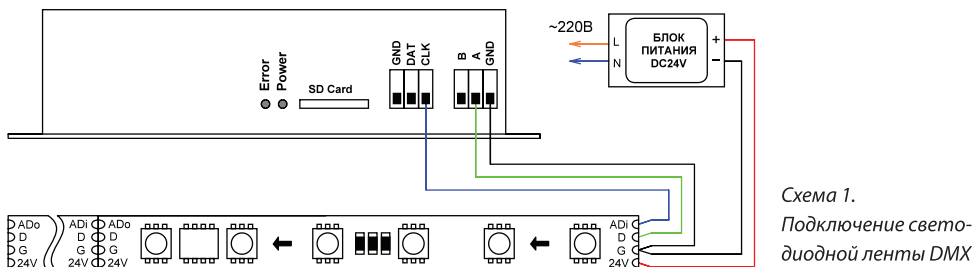 ~220В
L
N
БЛОК
ПИТАНИЯ
DC24V
+
−
Error
Power
SD Card
GND
DAT
CLK
B
A
GND
ADo
D
G
24V
ADi
D
G
24V
ADo
D
G
24V
ADi
D
G
24V
Схема 1.
Подключение свето-
диодной ленты DMX